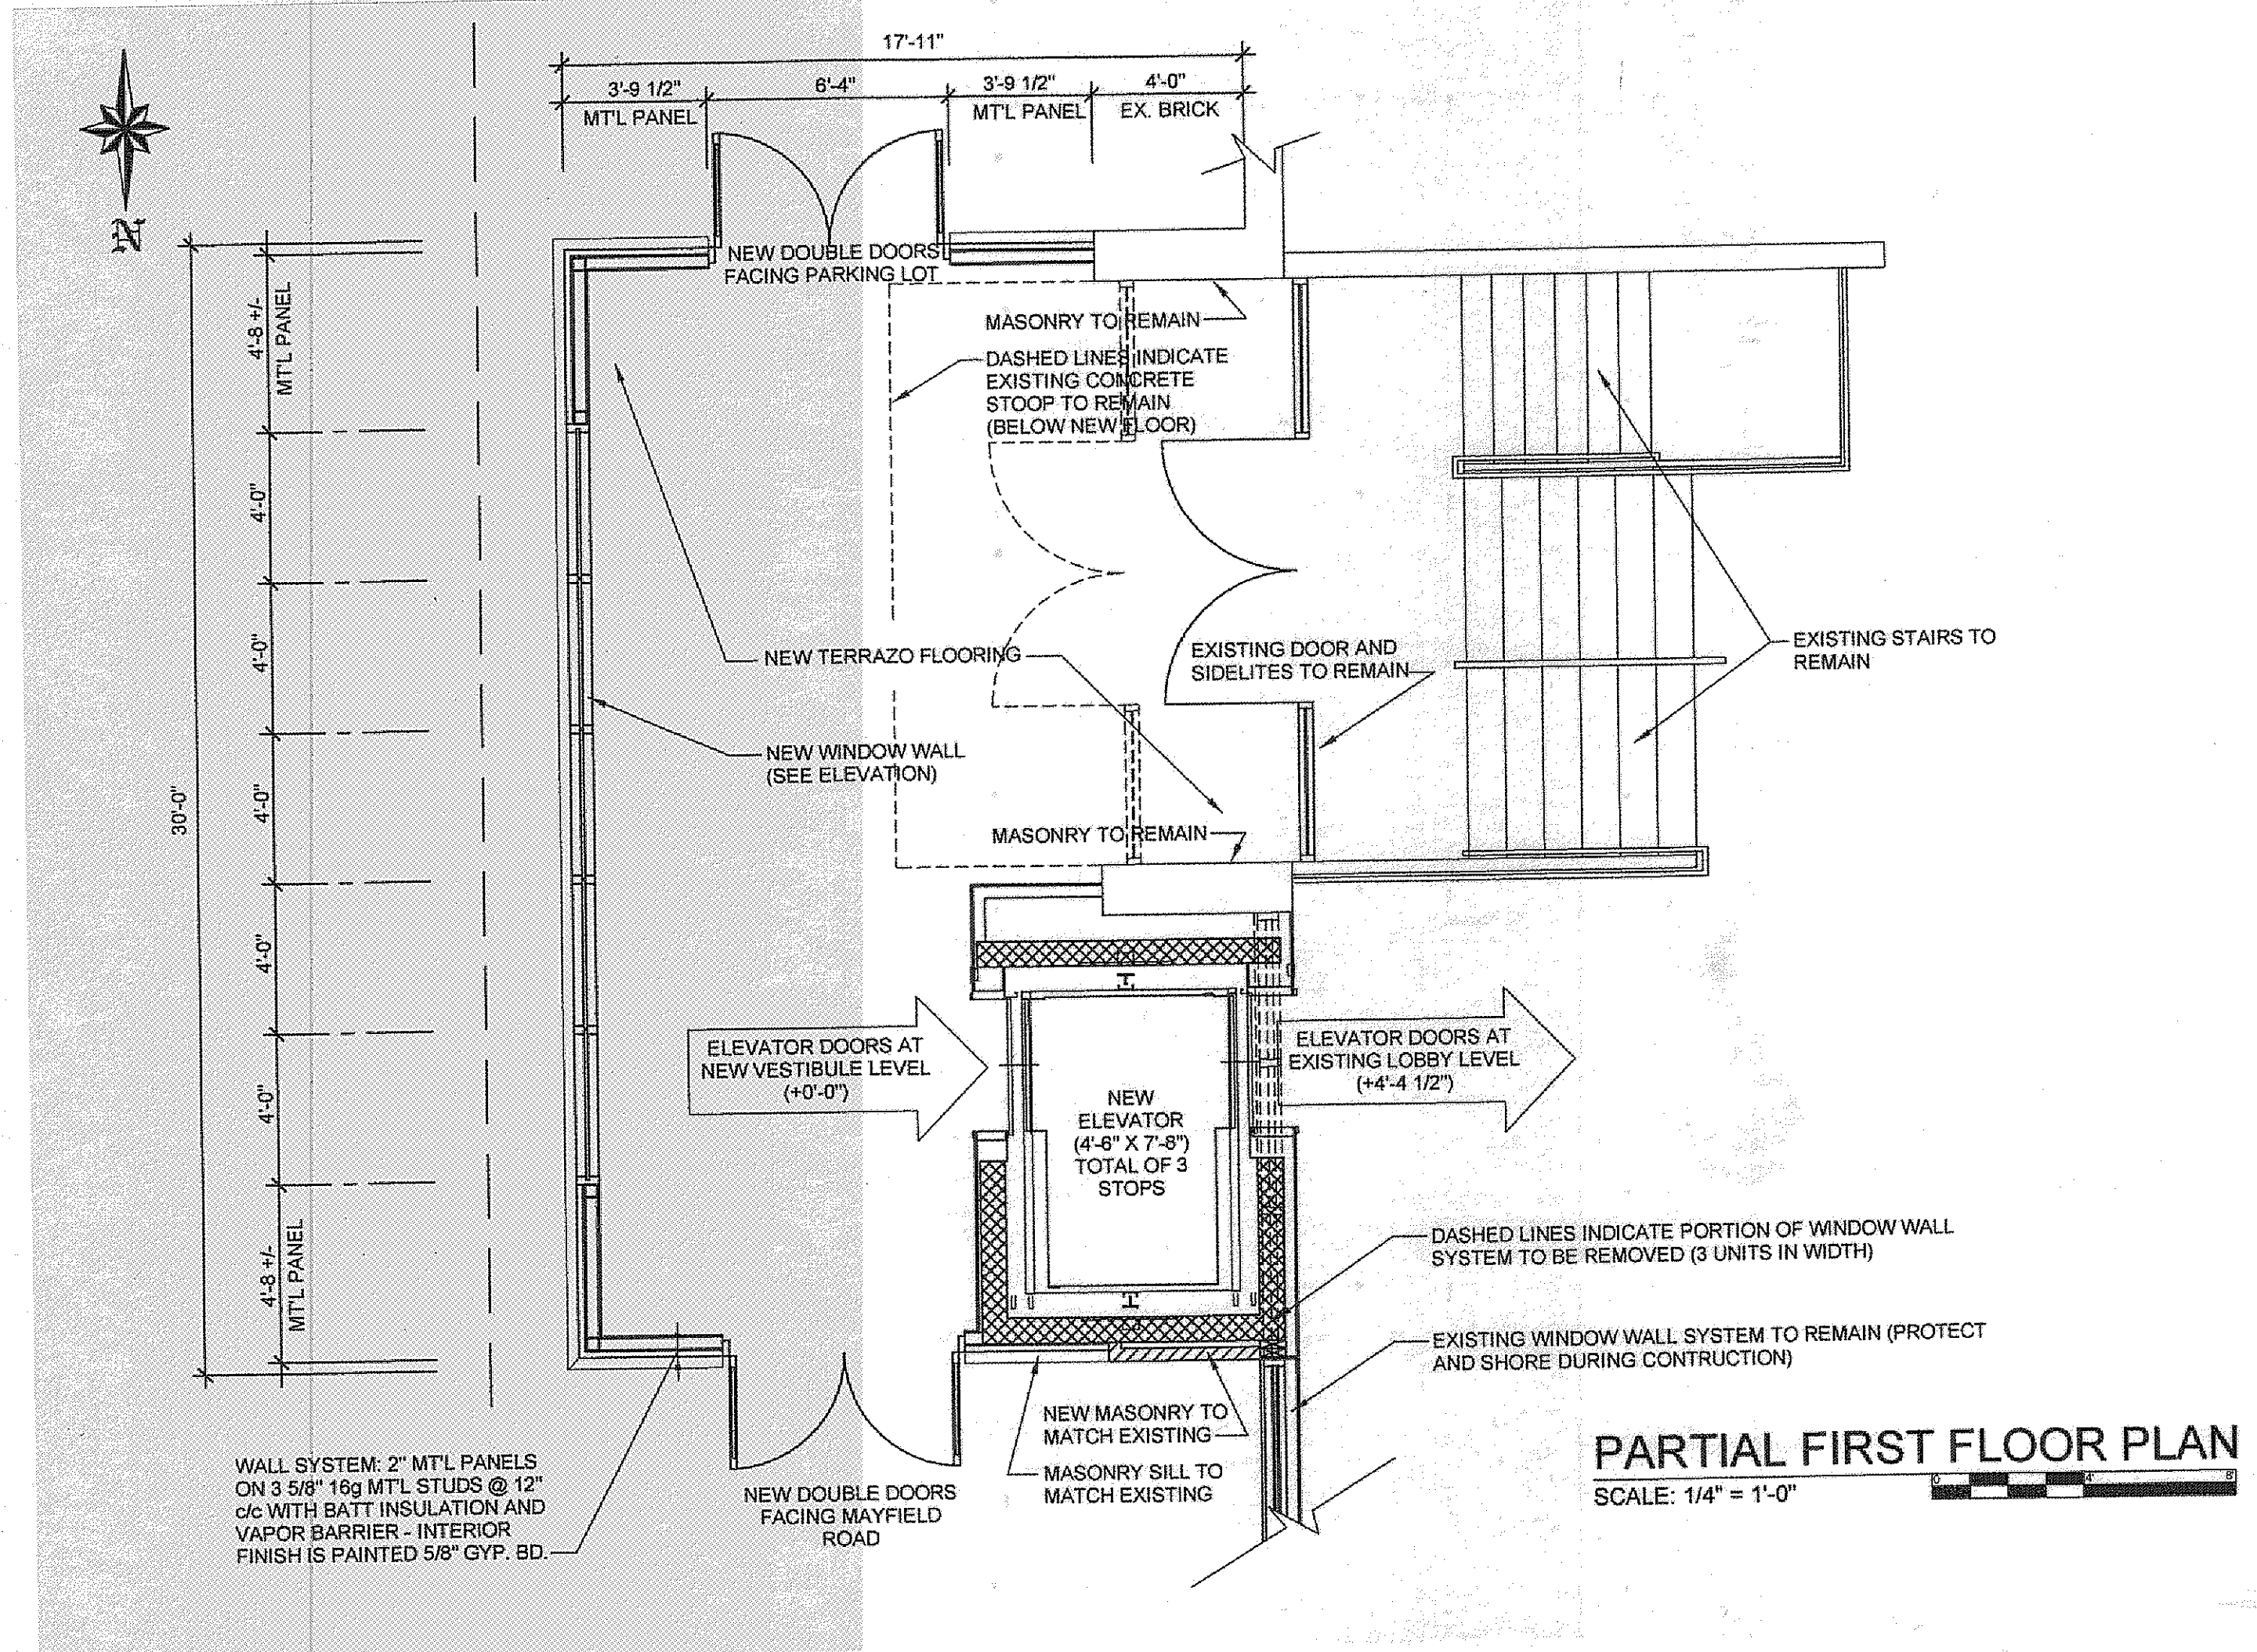 17'-11"
3'-9 1/2"
6'-4"
3'-9 1/2"
4'-0"
MT'L PANEL
MT'L PANEL
EX. BRICK
N
NEW DOUBLE DOORS
FACING PARKING LOT
4'-8 +/-
MT'L PANEL
4'-0"
4'-0"
4'-0"
4'-0"
4'-0"
4'-8 +/-
MT'L PANEL
30'-0"
MASONRY TO REMAIN
DASHED LINES INDICATE
EXISTING CONCRETE
STOOP TO REMAIN
(BELOW NEW FLOOR)
NEW TERRAZO FLOORING
EXISTING DOOR AND
SIDELITES TO REMAIN
EXISTING STAIRS TO
REMAIN
NEW WINDOW WALL
(SEE ELEVATION)
MASONRY TO REMAIN
ELEVATOR DOORS AT
NEW VESTIBULE LEVEL
(+0'-0")
ELEVATOR DOORS AT
EXISTING LOBBY LEVEL
(+4'-4 1/2")
NEW
ELEVATOR
(4'-6" X 7'-8")
TOTAL OF 3
STOPS
DASHED LINES INDICATE PORTION OF WINDOW WALL
SYSTEM TO BE REMOVED (3 UNITS IN WIDTH)
EXISTING WINDOW WALL SYSTEM TO REMAIN (PROTECT
AND SHORE DURING CONTRUCTION)
NEW MASONRY TO
MATCH EXISTING
MASONRY SILL TO
MATCH EXISTING
WALL SYSTEM: 2" MT'L PANELS
ON 3 5/8" 16g MT'L STUDS @ 12"
c/c WITH BATT INSULATION AND
VAPOR BARRIER - INTERIOR
FINISH IS PAINTED 5/8" GYP. BD.
NEW DOUBLE DOORS
FACING MAYFIELD
ROAD
PARTIAL FIRST FLOOR PLAN
SCALE: 1/4" = 1'-0"
0 4' 8'